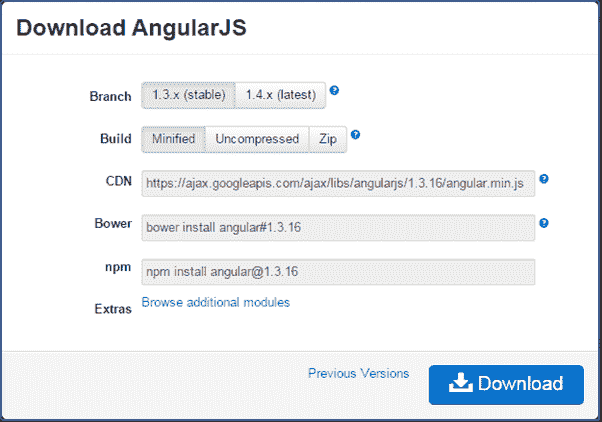 Download AngularJS
Branch 1.3.x (stable) 1.4.x (latest) ?
Build Minified Uncompressed Zip ?
CDN https://ajax.googleapis.com/ajax/libs/angularjs/1.3.16/angular.min.js ?
Bower bower install angular#1.3.16 ?
npm npm install angular@1.3.16
Extras Browse additional modules
Previous Versions Download